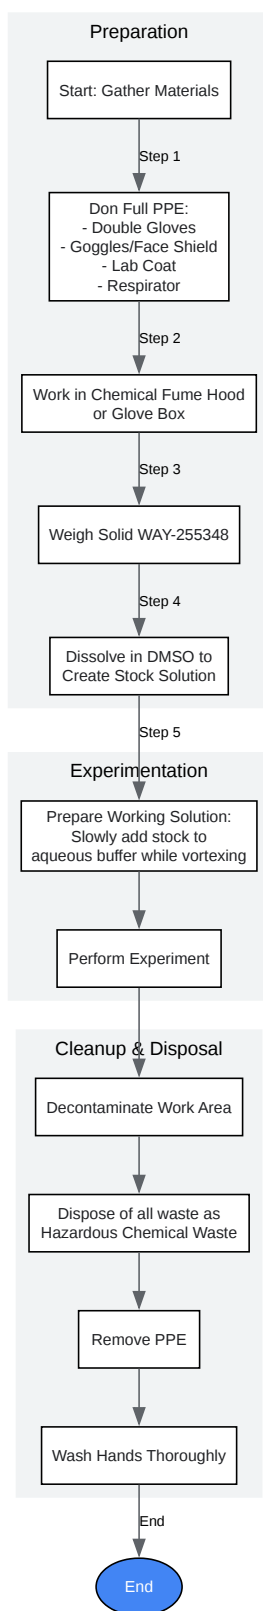 Preparation
Start: Gather Materials
Step 1
Don Full PPE:
- Double Gloves
- Goggles/Face Shield
- Lab Coat
- Respirator
Step 2
Work in Chemical Fume Hood
or Glove Box
Step 3
Weigh Solid WAY-255348
Step 4
Dissolve in DMSO to
Create Stock Solution
Step 5
Experimentation
Prepare Working Solution:
Slowly add stock to
aqueous buffer while vortexing
Perform Experiment
Cleanup & Disposal
Decontaminate Work Area
Dispose of all waste as
Hazardous Chemical Waste
Remove PPE
Wash Hands Thoroughly
End
End